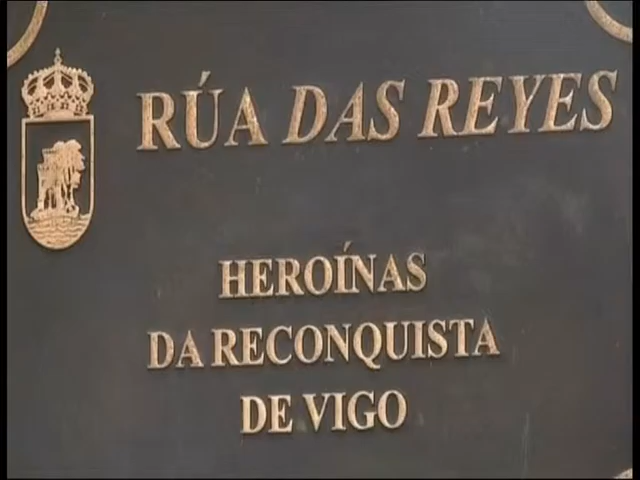 RÚA DAS REYES
HEROÍNAS
DA RECONQUISTA
DE VIGO